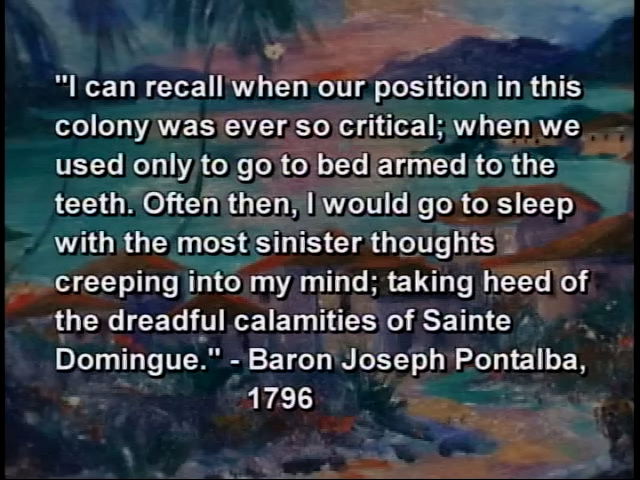 "I can recall when our position in this
colony was ever so critical; when we
used only to go to bed armed to the
teeth. Often then, I would go to sleep
with the most sinister thoughts
creeping into my mind; taking heed of
the dreadful calamities of Sainte
Domingue." - Baron Joseph Pontalba,
1796